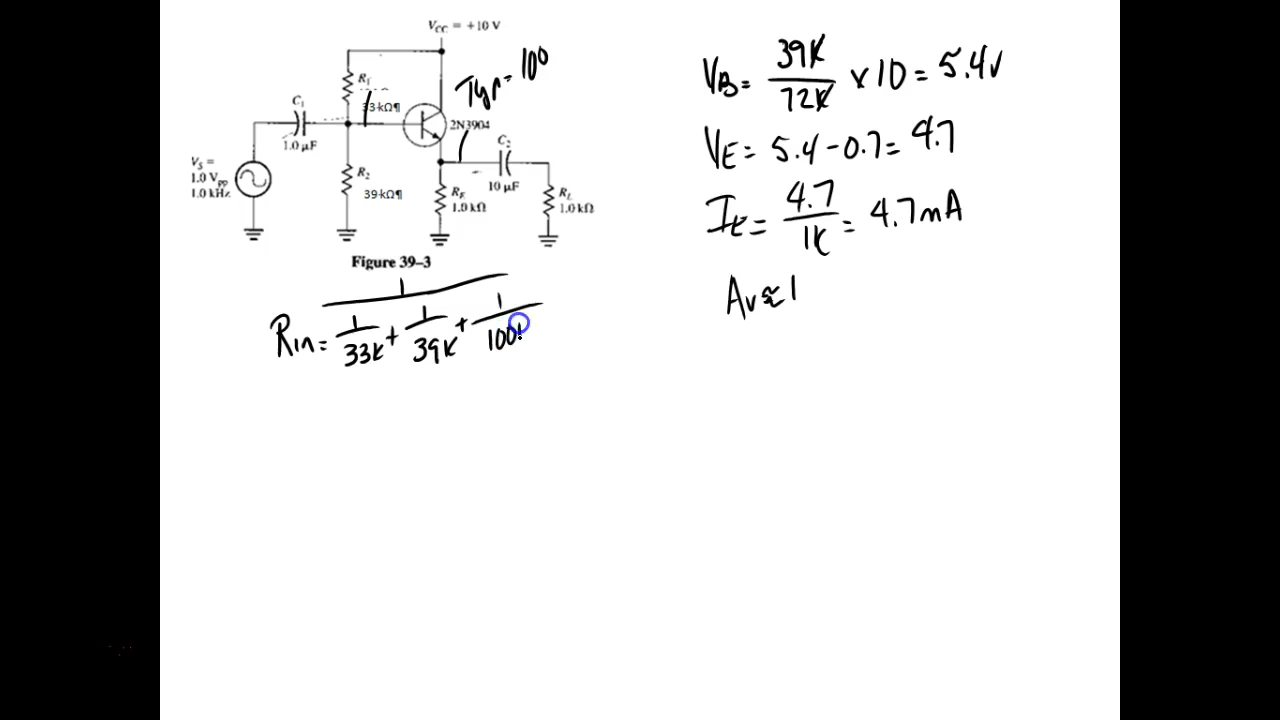 V_CC = +10 V
R1
33·kΩ¶
Typ = 100
C1
1.0 µF
2N3904
C2
10 µF
V_S =
1.0 V_pp
1.0 kHz
R2
39·kΩ¶
R_E
1.0 kΩ
R_L
1.0 kΩ
Figure 39–3
V_B = 39K / 72K × 10 = 5.4V
V_E = 5.4 - 0.7 = 4.7
I_E = 4.7 / 1K = 4.7mA
Av ≈ 1
Rin = 1 / (1/33K + 1/39K + 1/100